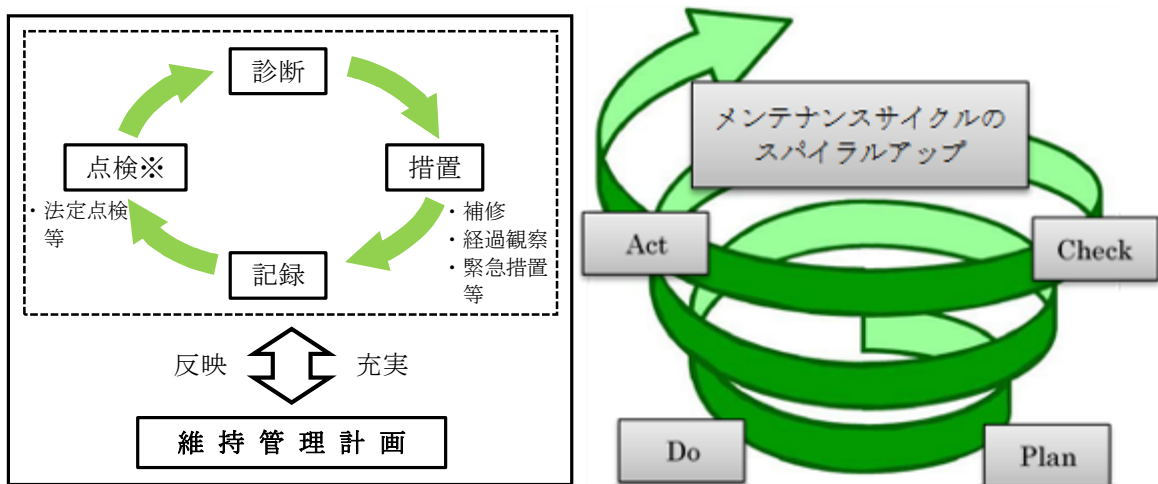 診断
点検※
・法定点検
等
措置
・補修
・経過観察
・緊急措置
等
記録
反映
充実
維持管理計画
メンテナンスサイクルの
スパイラルアップ
Act
Check
Do
Plan